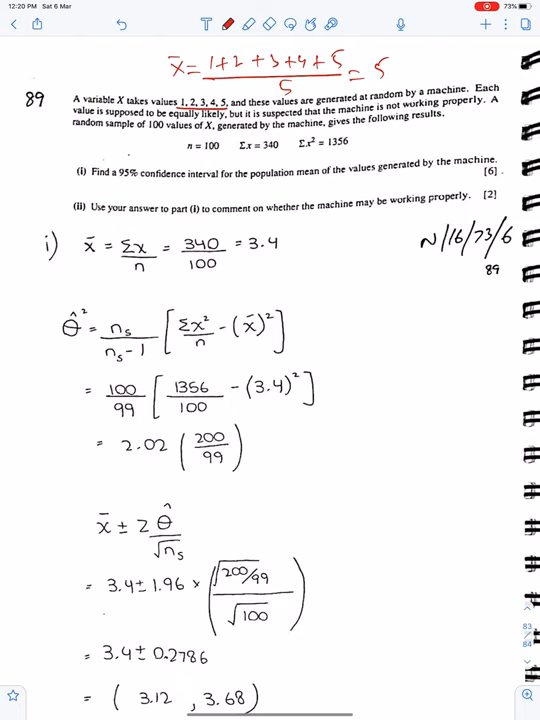 12:20 PM Sat 6 Mar
73%
x̄ = 1+2+3+4+5 / 5 = 5
89
A variable X takes values 1, 2, 3, 4, 5, and these values are generated at random by a machine. Each
value is supposed to be equally likely, but it is suspected that the machine is not working properly. A
random sample of 100 values of X, generated by the machine, gives the following results.
n = 100 Σx = 340 Σx² = 1356
(i) Find a 95% confidence interval for the population mean of the values generated by the machine.
[6] .
(ii) Use your answer to part (i) to comment on whether the machine may be working properly. [2]
N/16/73/6
89
i) x̄ = Σx / n = 340 / 100 = 3.4
θ̂² = nₛ / nₛ-1 [ Σx² / n - (x̄)² ]
= 100 / 99 [ 1356 / 100 - (3.4)² ]
= 2.02 ( 200 / 99 )
x̄ ± z θ̂ / √nₛ
= 3.4 ± 1.96 × ( √200/99 / √100 )
= 3.4 ± 0.2786
= ( 3.12 , 3.68 )
83
84